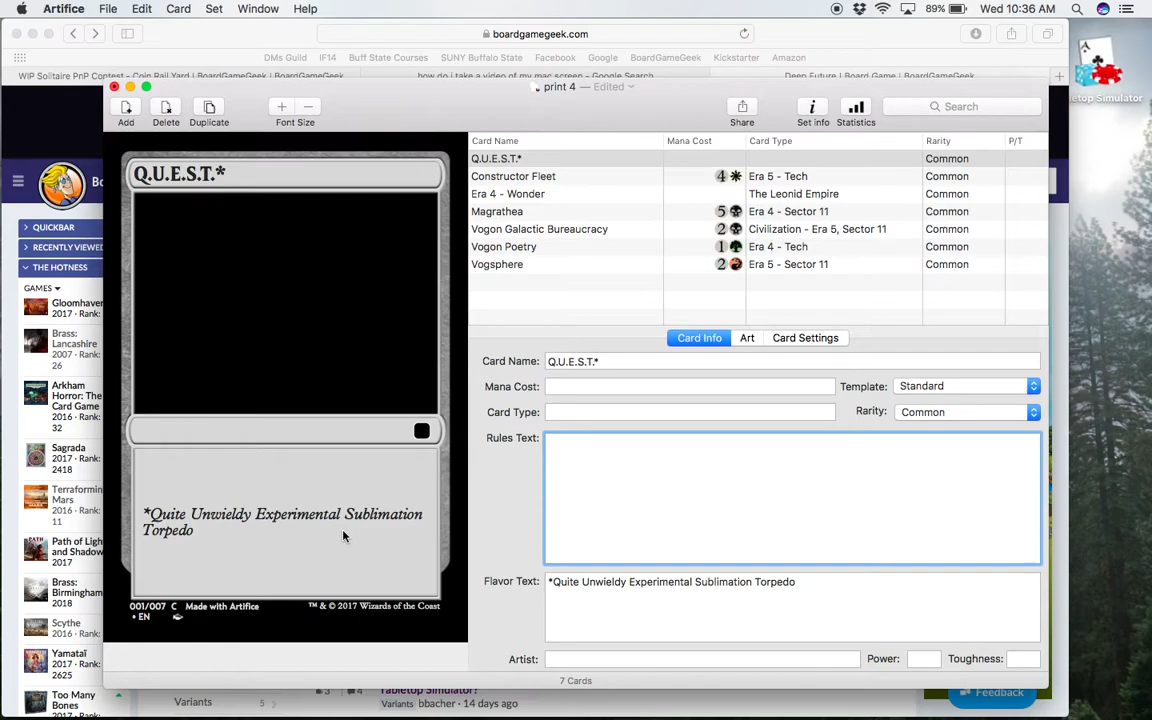 Artifice File Edit Card Set Window Help
89% Wed 10:36 AM
boardgamegeek.com
DMs Guild IF14 Buff State Courses SUNY Buffalo State Facebook Google BoardGameGeek Kickstarter Amazon
WIP Solitaire PnP Contest - Coin Rail Yard | BoardGameGeek how do i take a video of my mac screen - Google Search Deep Future | Board Game | BoardGameGeek
print 4 — Edited
Add Delete Duplicate Font Size Share Set info Statistics Search
Card Name Mana Cost Card Type Rarity P/T
Q.U.E.S.T.* Common
Constructor Fleet 4 Era 5 - Tech Common
Era 4 - Wonder The Leonid Empire Common
Magrathea 5 Era 4 - Sector 11 Common
Vogon Galactic Bureaucracy 2 Civilization - Era 5, Sector 11 Common
Vogon Poetry 1 Era 4 - Tech Common
Vogsphere 2 Era 5 - Sector 11 Common
Q.U.E.S.T.*
*Quite Unwieldy Experimental Sublimation
Torpedo
001/007 C Made with Artifice ™ & © 2017 Wizards of the Coast
• EN
Card Info Art Card Settings
Card Name: Q.U.E.S.T.*
Mana Cost: Template: Standard
Card Type: Rarity: Common
Rules Text:
Flavor Text: *Quite Unwieldy Experimental Sublimation Torpedo
Artist: Power: Toughness:
7 Cards
QUICKBAR
RECENTLY VIEWED
THE HOTNESS
GAMES
Gloomhaven
2017 · Rank:
Brass:
Lancashire
2007 · Rank:
26
Arkham
Horror: The
Card Game
2016 · Rank:
32
Sagrada
2017 · Rank:
2418
Terraforming
Mars
2016 · Rank:
11
Path of Light
and Shadow
2017
Brass:
Birmingham
2018
Scythe
2016 · Rank:
Yamataï
2017 · Rank:
2625
Too Many
Bones
2017 · Rank:
Variants 5
3 4 Tabletop Simulator?
Variants bbacher · 14 days ago
Feedback
Simulator